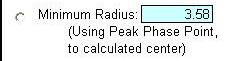 Minimum Radius: 3.58
(Using Peak Phase Point,
to calculated center)